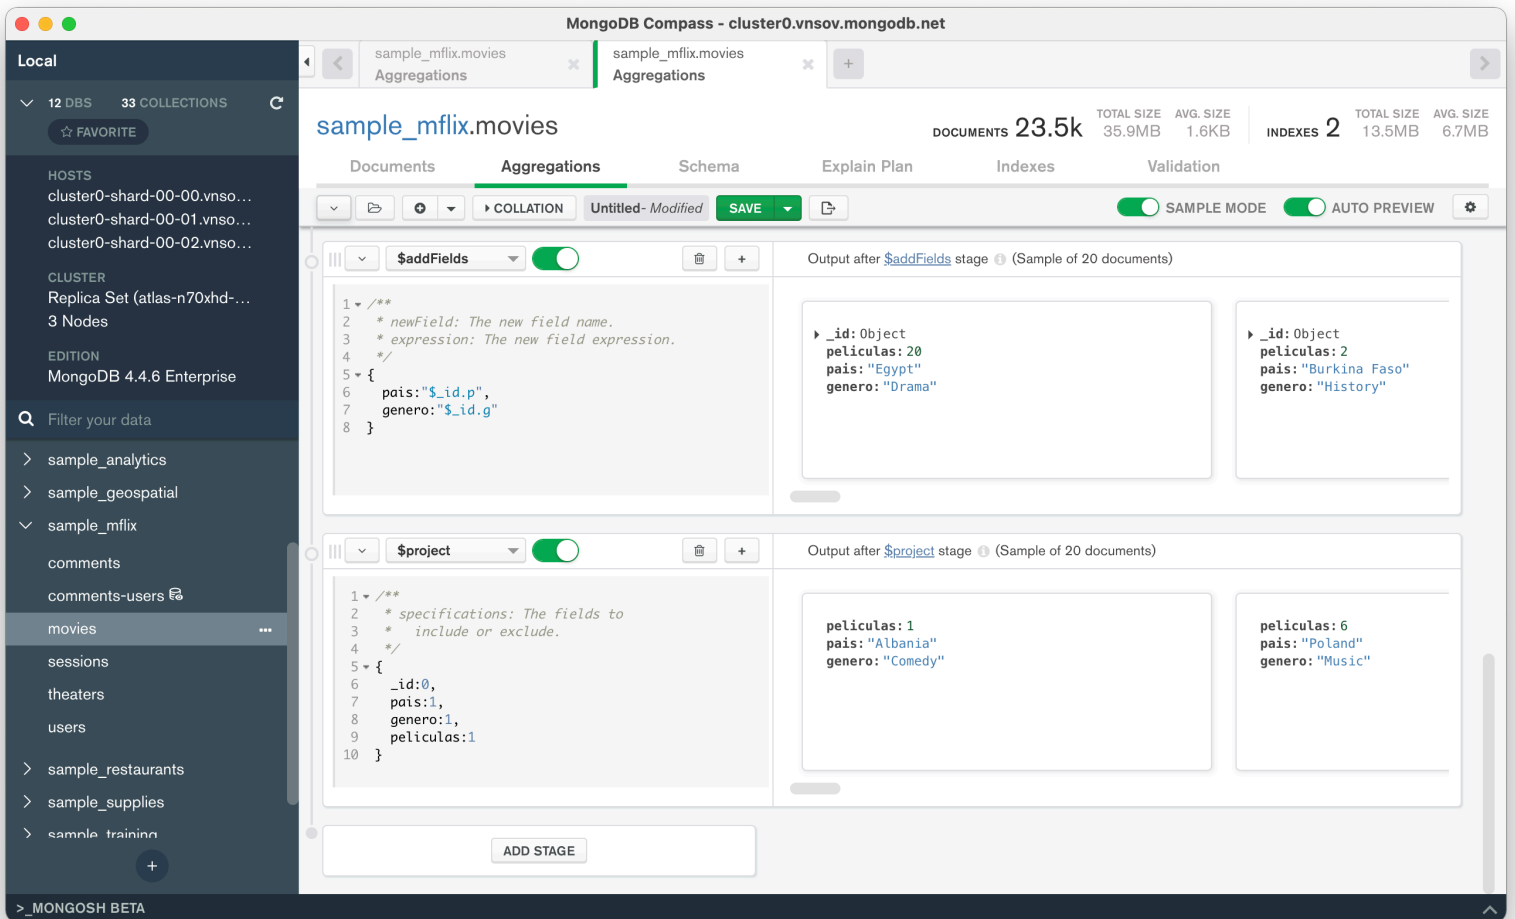 MongoDB Compass - cluster0.vnsov.mongodb.net
Local
12 DBS 33 COLLECTIONS
FAVORITE
HOSTS
cluster0-shard-00-00.vnso...
cluster0-shard-00-01.vnso...
cluster0-shard-00-02.vnso...
CLUSTER
Replica Set (atlas-n70xhd-...
3 Nodes
EDITION
MongoDB 4.4.6 Enterprise
Filter your data
sample_analytics
sample_geospatial
sample_mflix
comments
comments-users
movies
sessions
theaters
users
sample_restaurants
sample_supplies
sample_training
+
>_MONGOSH BETA
sample_mflix.movies
Aggregations
sample_mflix.movies
Aggregations
+
sample_mflix.movies
DOCUMENTS 23.5k TOTAL SIZE 35.9MB AVG. SIZE 1.6KB
INDEXES 2 TOTAL SIZE 13.5MB AVG. SIZE 6.7MB
Documents Aggregations Schema Explain Plan Indexes Validation
COLLATION Untitled- Modified SAVE SAMPLE MODE AUTO PREVIEW
$addFields
+
Output after $addFields stage (Sample of 20 documents)
1 /**
2 * newField: The new field name.
3 * expression: The new field expression.
4 */
5 {
6 pais:"$_id.p",
7 genero:"$_id.g"
8 }
_id: Object
peliculas: 20
pais: "Egypt"
genero: "Drama"
_id: Object
peliculas: 2
pais: "Burkina Faso"
genero: "History"
$project
+
Output after $project stage (Sample of 20 documents)
1 /**
2 * specifications: The fields to
3 * include or exclude.
4 */
5 {
6 _id:0,
7 pais:1,
8 genero:1,
9 peliculas:1
10 }
peliculas: 1
pais: "Albania"
genero: "Comedy"
peliculas: 6
pais: "Poland"
genero: "Music"
ADD STAGE